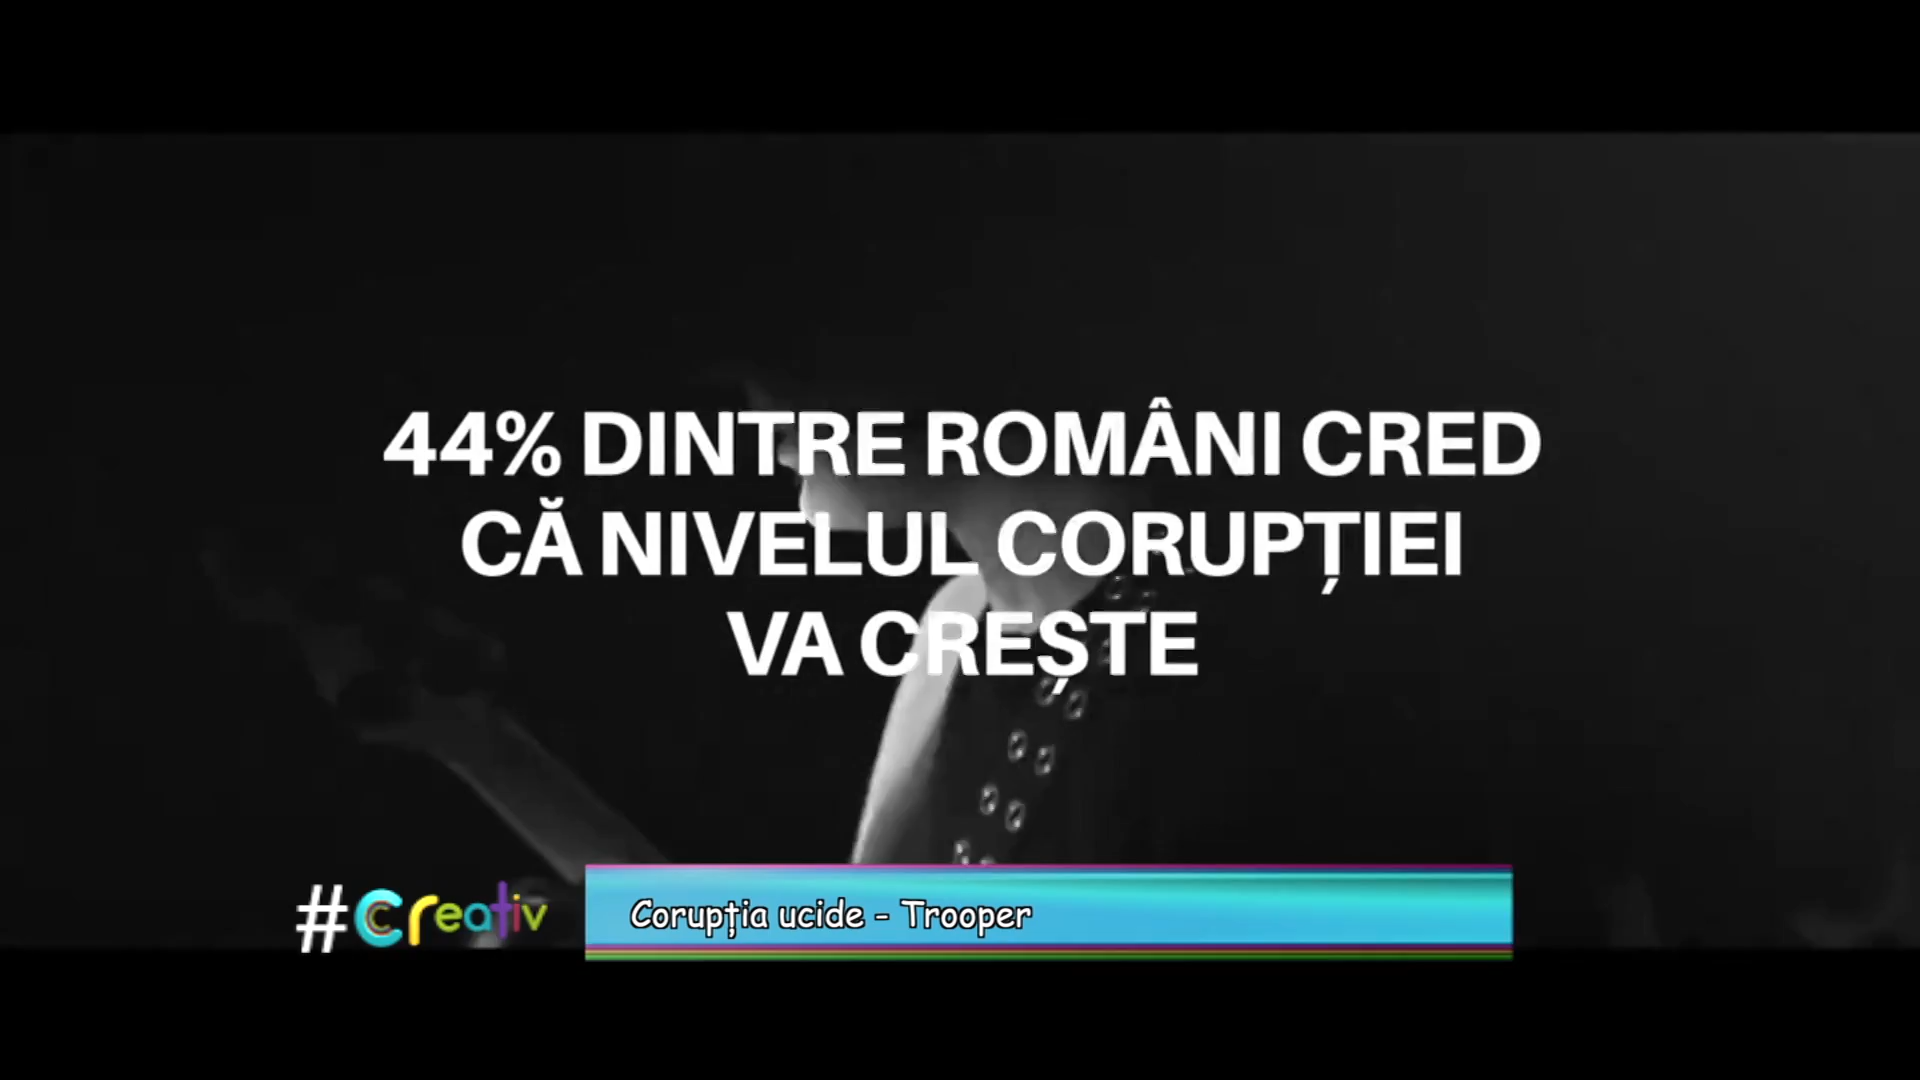 44% DINTRE ROMÂNI CRED
CĂ NIVELUL CORUPȚIEI
VA CREȘTE
#Creativ
Corupția ucide - Trooper